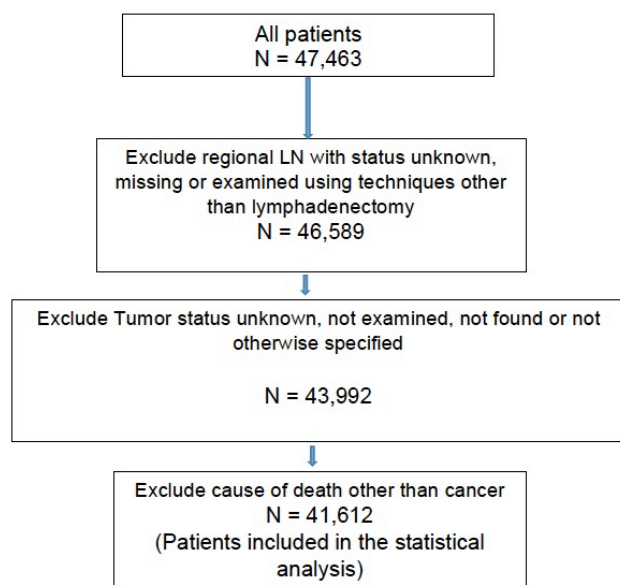 All patients
N = 47,463
Exclude regional LN with status unknown,
missing or examined using techniques other
than lymphadenectomy
N = 46,589
Exclude Tumor status unknown, not examined, not found or not
otherwise specified
N = 43,992
Exclude cause of death other than cancer
N = 41,612
(Patients included in the statistical
analysis)